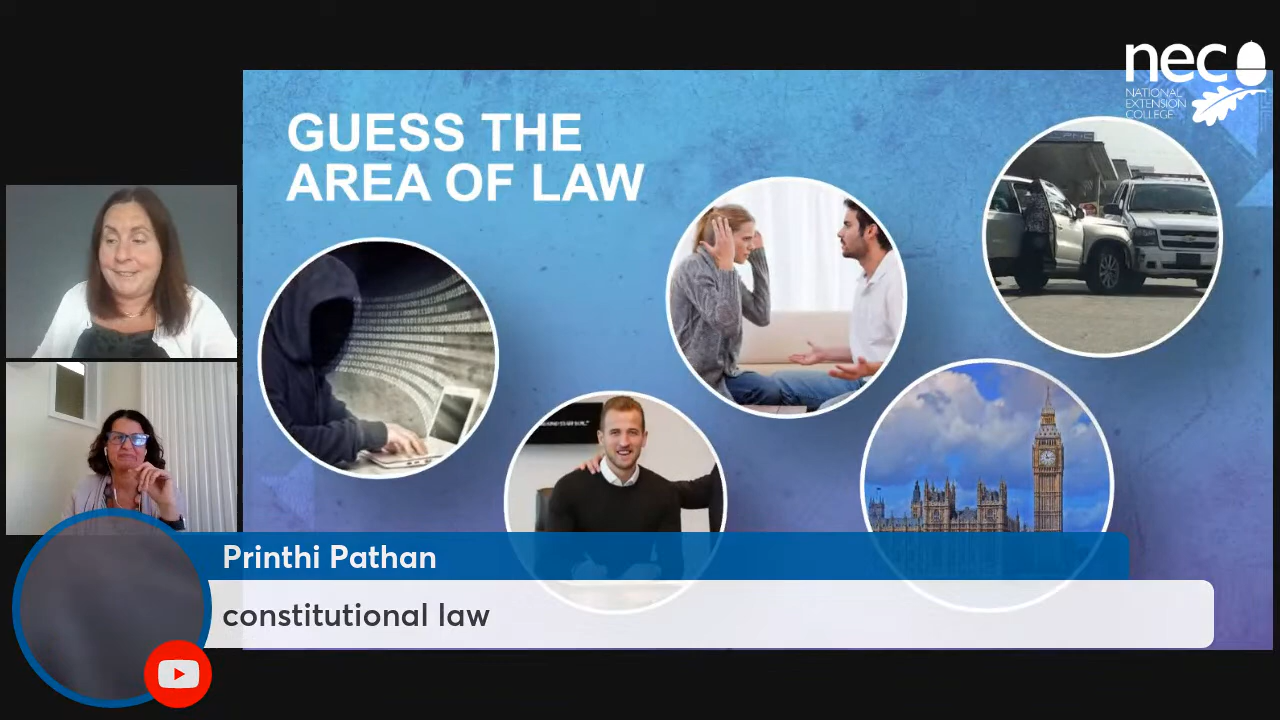 nec
NATIONAL
EXTENSION
COLLEGE
GUESS THE
AREA OF LAW
Printhi Pathan
constitutional law